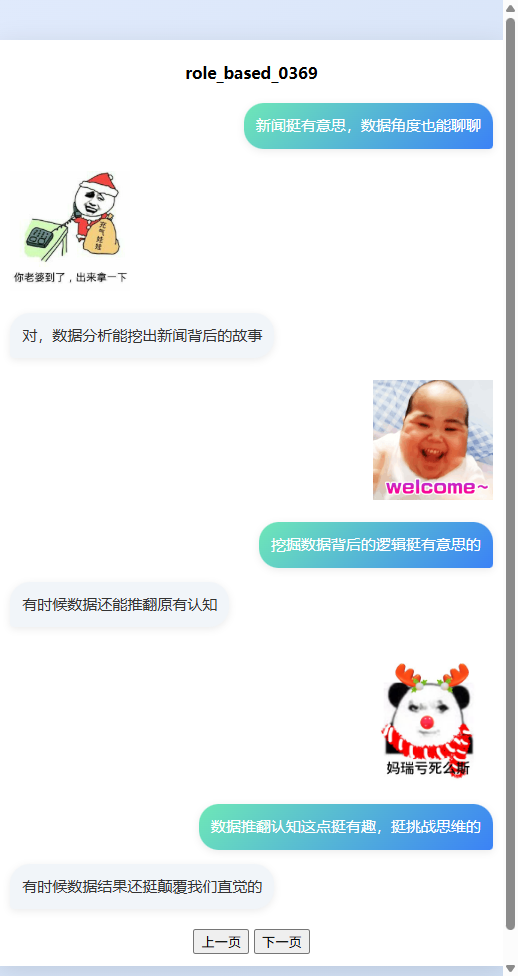 role_based_0369
新闻挺有意思，数据角度也能聊聊
充气娃娃
你老婆到了，出来拿一下
对，数据分析能挖出新闻背后的故事
welcome~
挖掘数据背后的逻辑挺有意思的
有时候数据还能推翻原有认知
妈瑞亏死么斯
数据推翻认知这点挺有趣，挺挑战思维的
有时候数据结果还挺颠覆我们直觉的
上一页 下一页